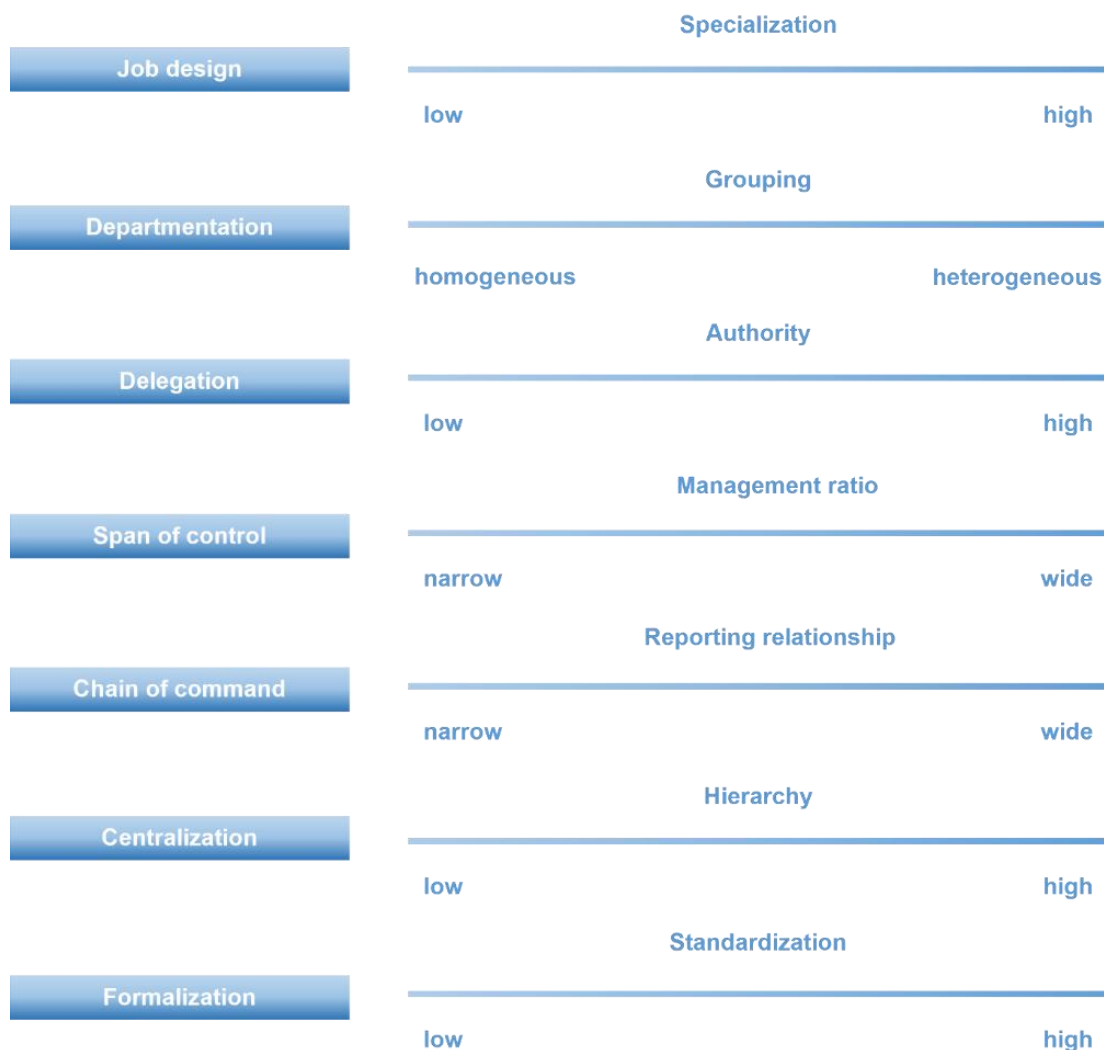 Specialization
Job design
low high
Grouping
Departmentation
homogeneous heterogeneous
Authority
Delegation
low high
Management ratio
Span of control
narrow wide
Reporting relationship
Chain of command
narrow wide
Hierarchy
Centralization
low high
Standardization
Formalization
low high